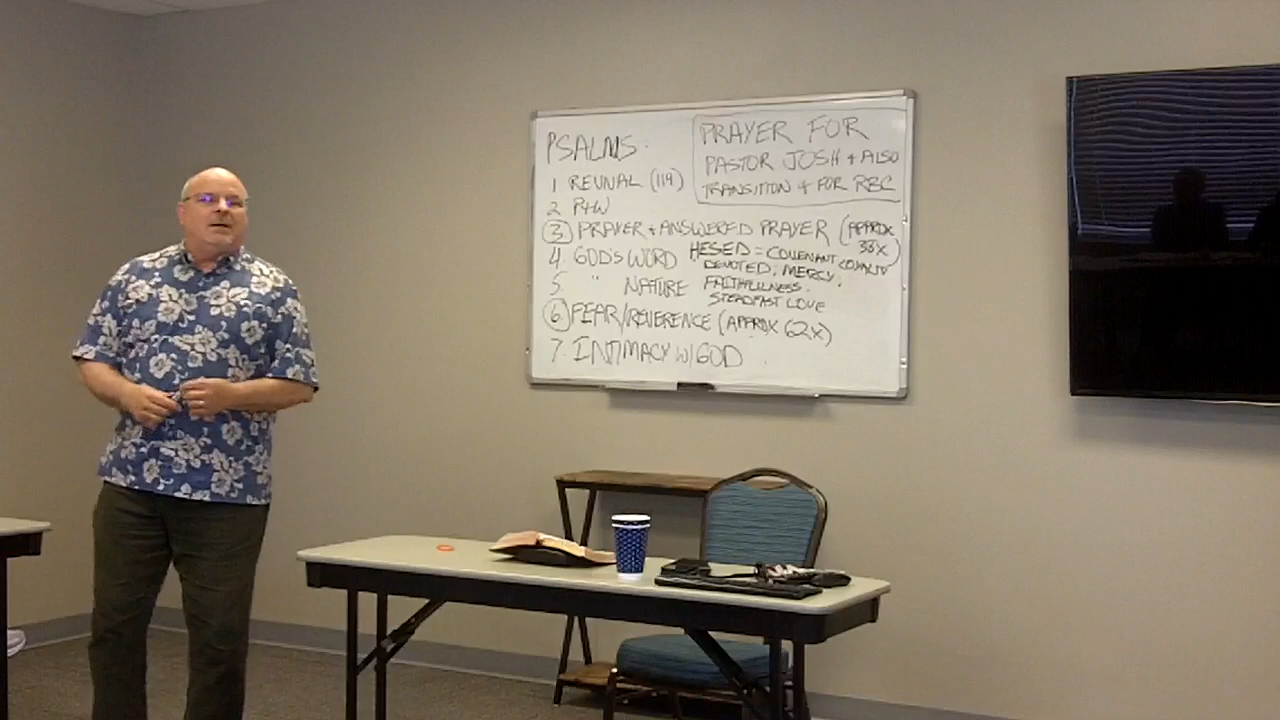 PSALMS.
1 REVIVAL (119)
2 P+W
3 PRAYER + ANSWERED PRAYER (APPROX 38X)
4. GOD'S WORD
5. " NATURE
6 FEAR/REVERENCE (APPROX 62X)
7. INTIMACY W/GOD
PRAYER FOR
PASTOR JOSH + ALSO
TRANSITION + FOR RBC
HESED = COVENANT LOYALTY
DEVOTED, MERCY,
FAITHFULNESS.
STEADFAST LOVE